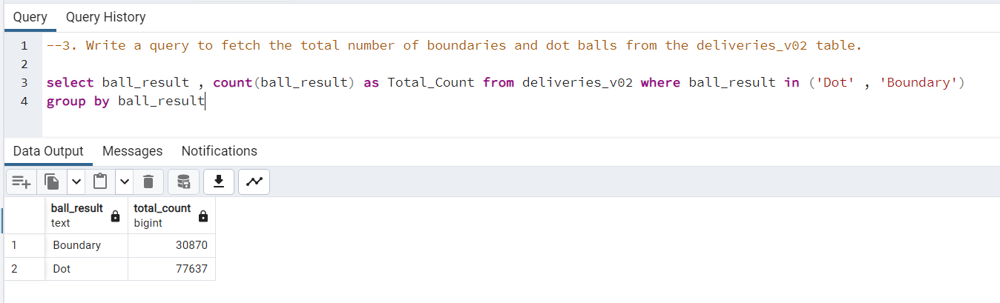 Query Query History
1 --3. Write a query to fetch the total number of boundaries and dot balls from the deliveries_v02 table.
2
3 select ball_result , count(ball_result) as Total_Count from deliveries_v02 where ball_result in ('Dot' , 'Boundary')
4 group by ball_result
Data Output Messages Notifications
ball_result total_count
text bigint
1 Boundary 30870
2 Dot 77637